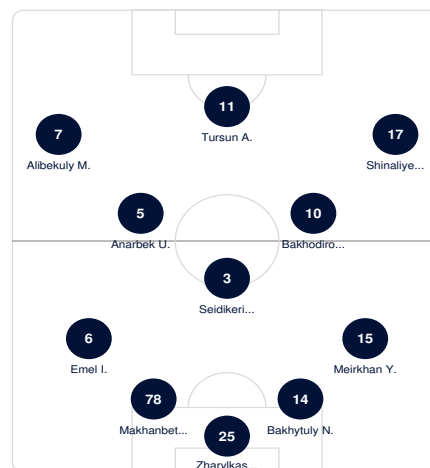 11
Tursun A.
7
Alibekuly M.
17
Shinaliye...
5
Anarbek U.
10
Bakhodiro...
3
Seidikeri...
6
Emel I.
15
Meirkhan Y.
78
Makhanbet...
14
Bakhytuly N.
25
Zharylkas...